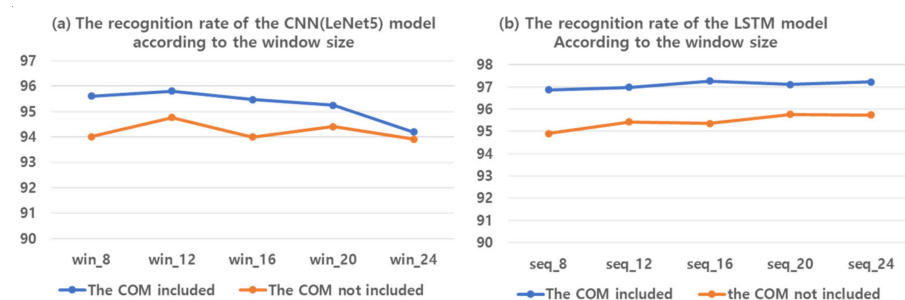 (a) The recognition rate of the CNN(LeNet5) model
according to the window size
97
96
95
94
93
92
91
90
win_8 win_12 win_16 win_20 win_24
The COM included The COM not included
(b) The recognition rate of the LSTM model
According to the window size
98
97
96
95
94
93
92
91
90
seq_8 seq_12 seq_16 seq_20 seq_24
The COM included the COM not included